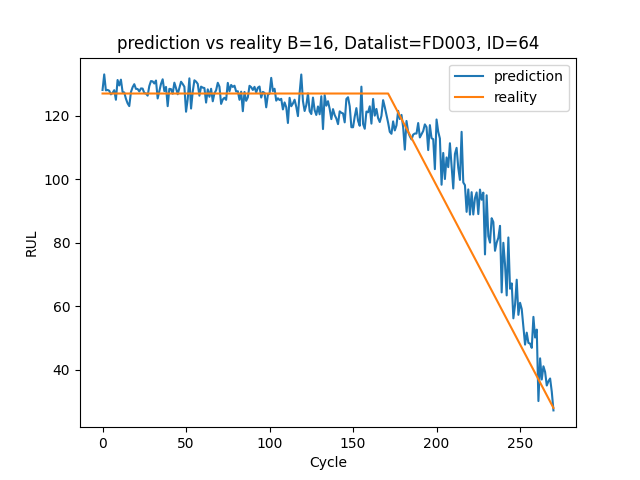 prediction vs reality B=16, Datalist=FD003, ID=64
prediction
reality
RUL
120
100
80
60
40
0 50 100 150 200 250
Cycle